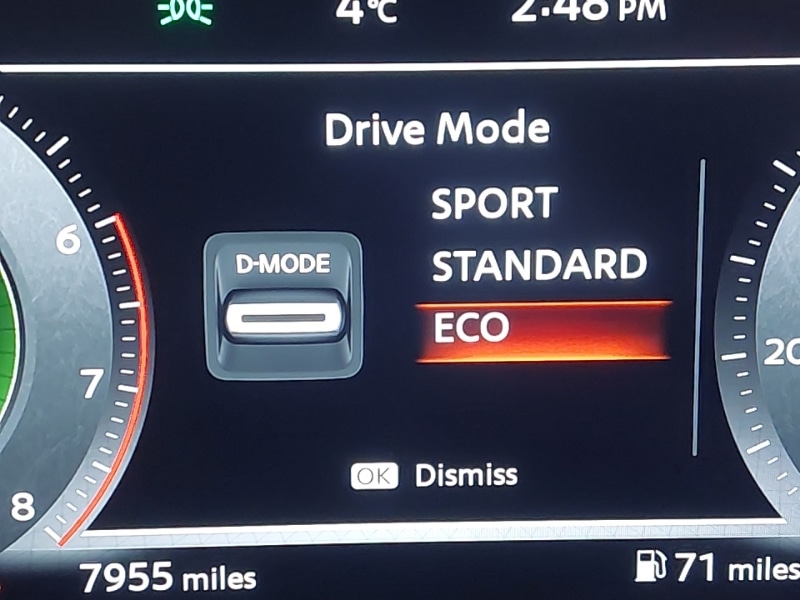 4°C 2:48 PM
Drive Mode
SPORT
D-MODE
STANDARD
ECO
6
7
8
20
OK Dismiss
7955 miles
71 miles